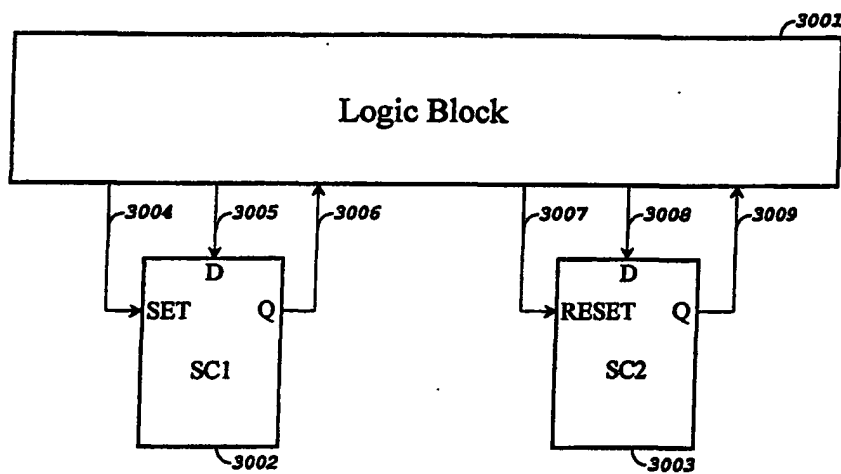 3001
Logic Block
3004
3005
3006
3007
3008
3009
D
D
SET
Q
RESET
Q
SC1
SC2
3002
3003